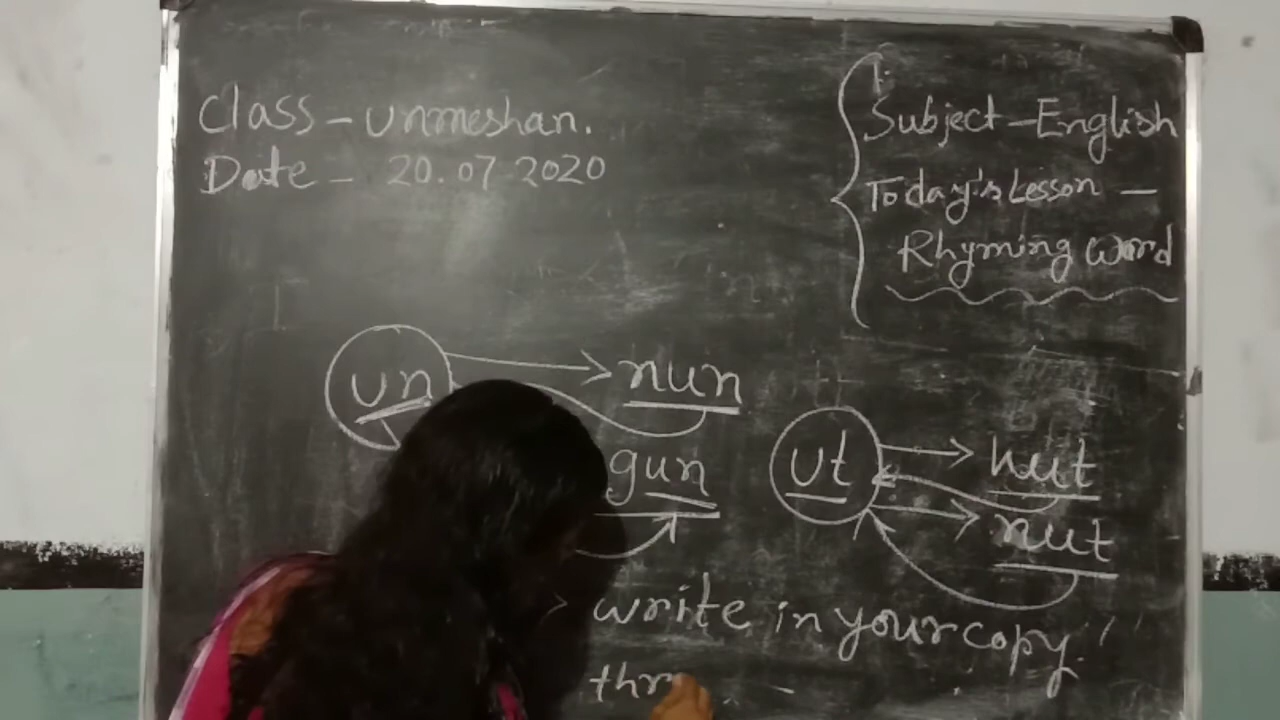 Class - Unmeshan.
Date - 20.07.2020
Subject - English
Today's Lesson -
Rhyming Word
un
nun
gun
ut
hut
nut
write in your copy
thr